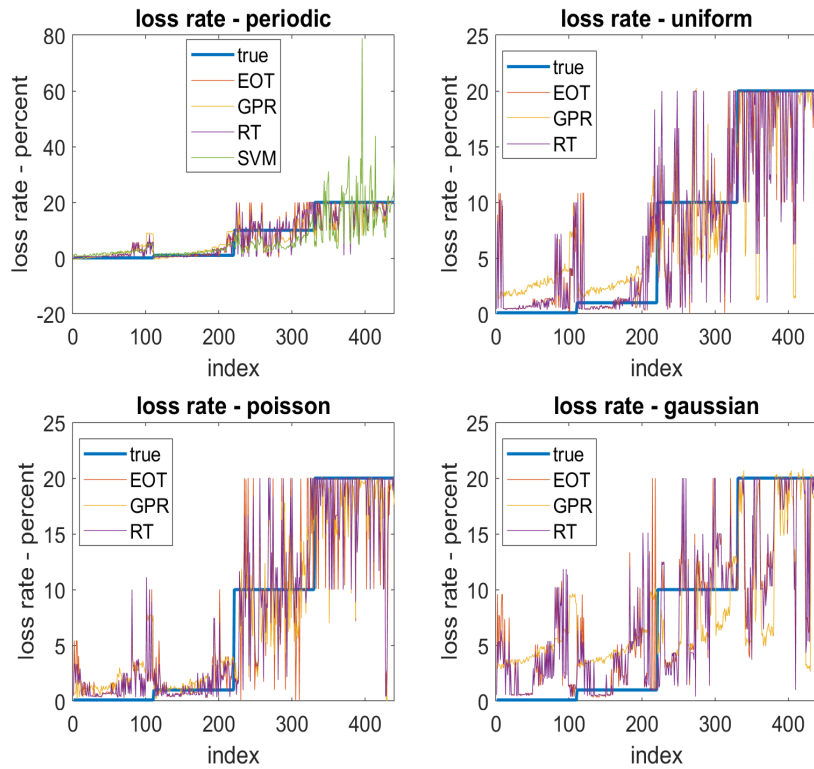 loss rate - periodic
80
60
40
20
0
-20
loss rate - percent
true
EOT
GPR
RT
SVM
0 100 200 300 400
index
loss rate - uniform
25
20
15
10
5
0
loss rate - percent
true
EOT
GPR
RT
0 100 200 300 400
index
loss rate - poisson
25
20
15
10
5
0
loss rate - percent
true
EOT
GPR
RT
0 100 200 300 400
index
loss rate - gaussian
25
20
15
10
5
0
loss rate - percent
true
EOT
GPR
RT
0 100 200 300 400
index